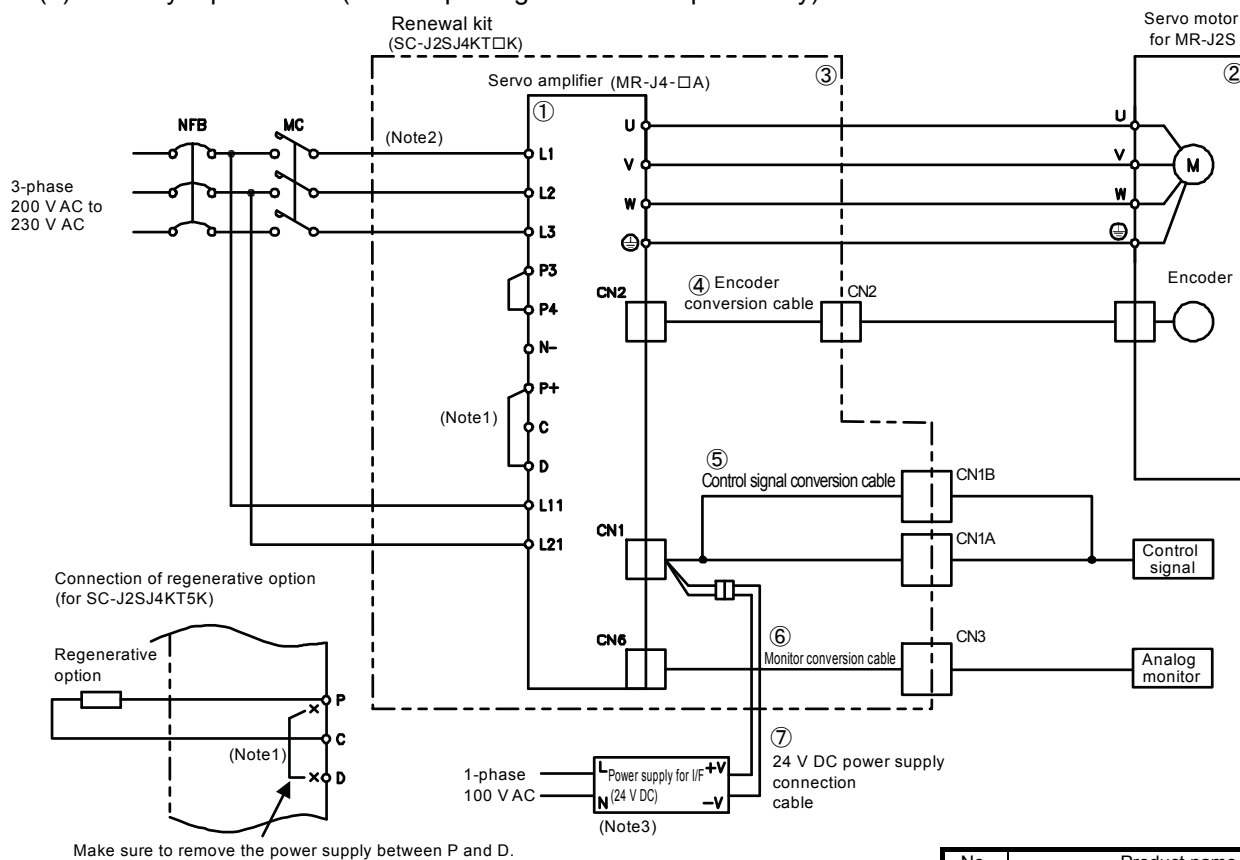 Renewal kit
(SC-J2SJ4KT□K)
Servo motor
for MR-J2S
②
③
Servo amplifier (MR-J4-□A)
①
NFB
MC
(Note2)
3-phase
200 V AC to
230 V AC
L1
L2
L3
P3
P4
N-
P+
(Note1)
C
D
L11
L21
U
V
W
CN2
④ Encoder
conversion cable
CN2
U
V
W
M
Encoder
⑤
Control signal conversion cable
CN1B
CN1
CN1A
Control
signal
CN6
⑥
Monitor conversion cable
CN3
Analog
monitor
⑦
24 V DC power supply
connection
cable
1-phase
100 V AC
L
N
Power supply for I/F
(24 V DC)
+V
-V
(Note3)
Connection of regenerative option
(for SC-J2SJ4KT5K)
Regenerative
option
P
C
D
(Note1)
Make sure to remove the power supply between P and D.
No.
Product name